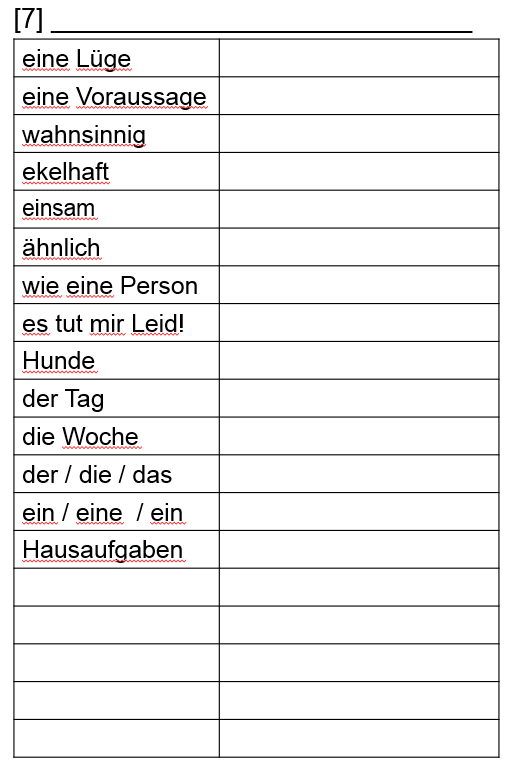 [7] ______________________________
eine Lüge
eine Voraussage
wahnsinnig
ekelhaft
einsam
ähnlich
wie eine Person
es tut mir Leid!
Hunde
der Tag
die Woche
der / die / das
ein / eine  / ein
Hausaufgaben